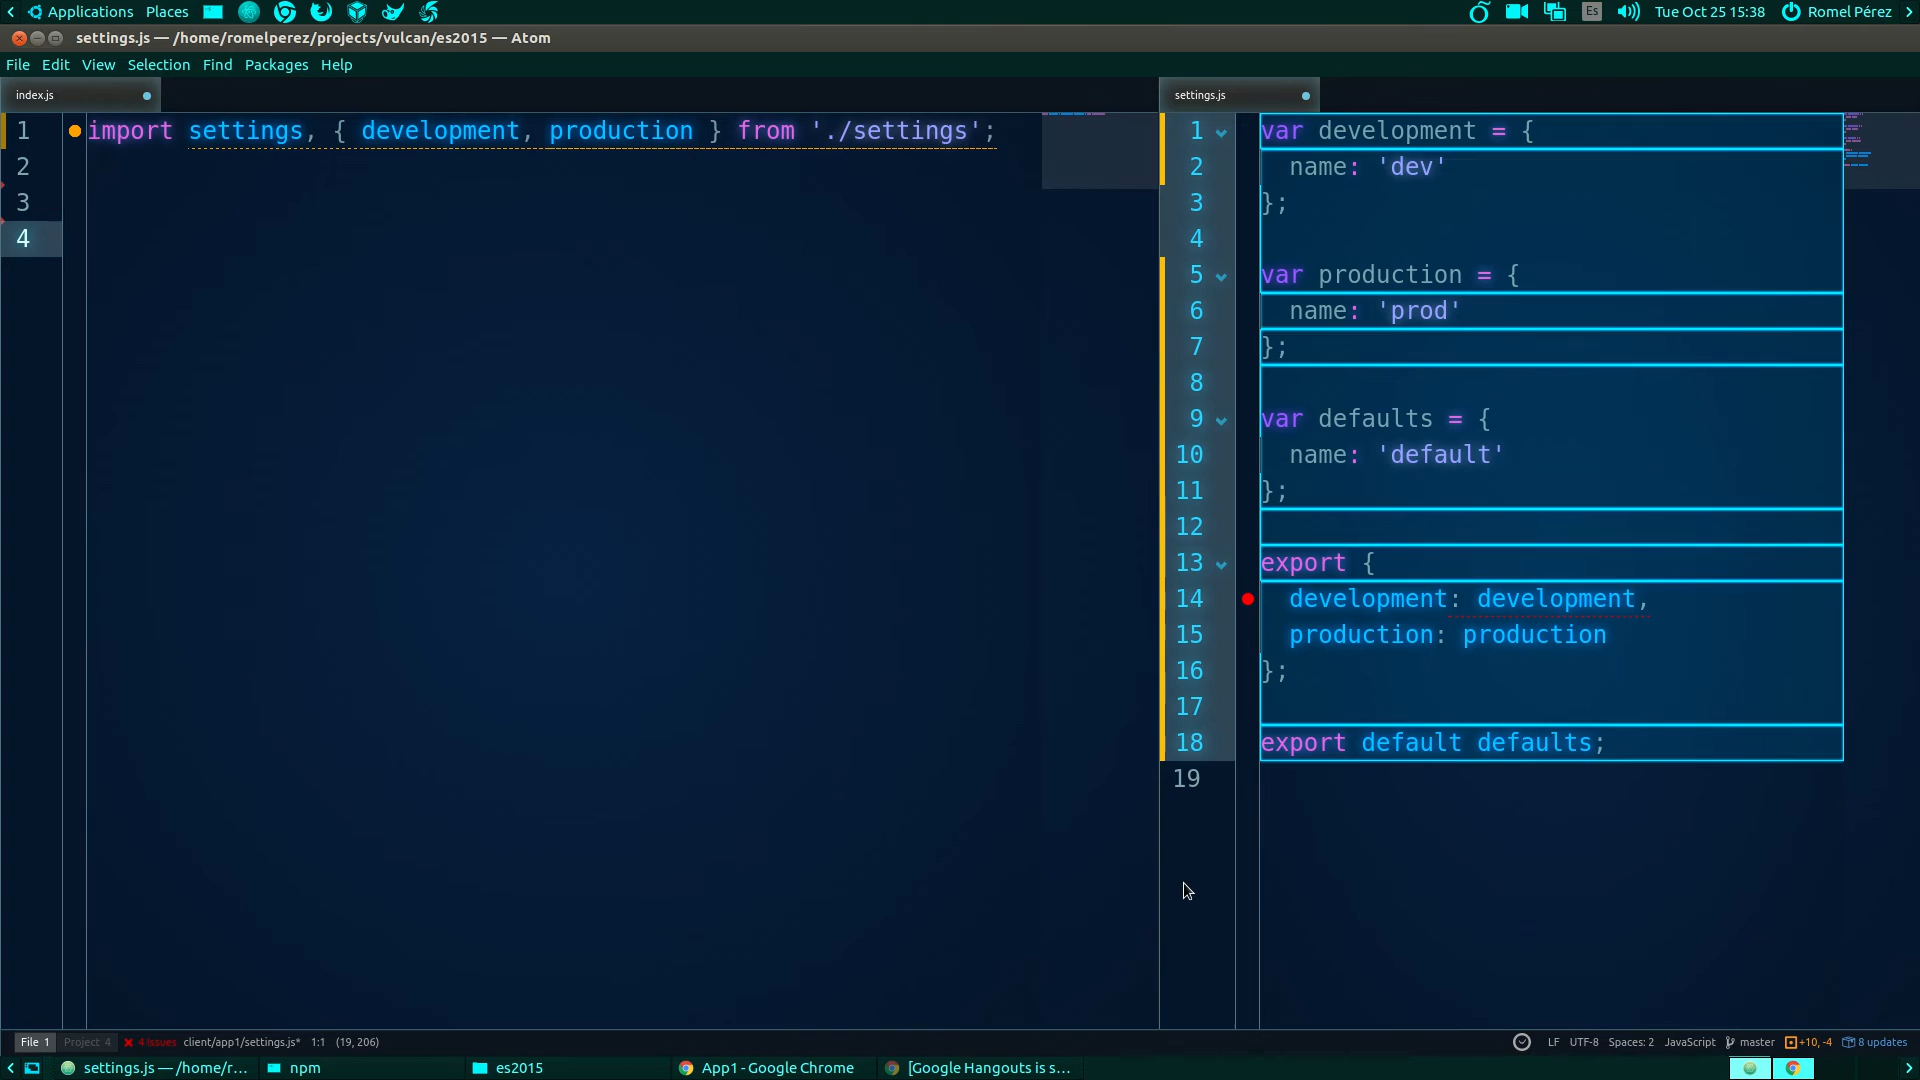 Applications Places
Es Tue Oct 25 15:38 Romel Pérez
settings.js — /home/romelperez/projects/vulcan/es2015 — Atom
File Edit View Selection Find Packages Help
index.js
settings.js
1 import settings, { development, production } from './settings';
2
3
4
1 var development = {
2 name: 'dev'
3 };
4
5 var production = {
6 name: 'prod'
7 };
8
9 var defaults = {
10 name: 'default'
11 };
12
13 export {
14 development: development,
15 production: production
16 };
17
18 export default defaults;
19
File 1 Project 4 4 Issues client/app1/settings.js* 1:1 (19, 206)
LF UTF-8 Spaces: 2 JavaScript master +10, -4 8 updates
settings.js — /home/r... npm es2015 App1 - Google Chrome [Google Hangouts is s...